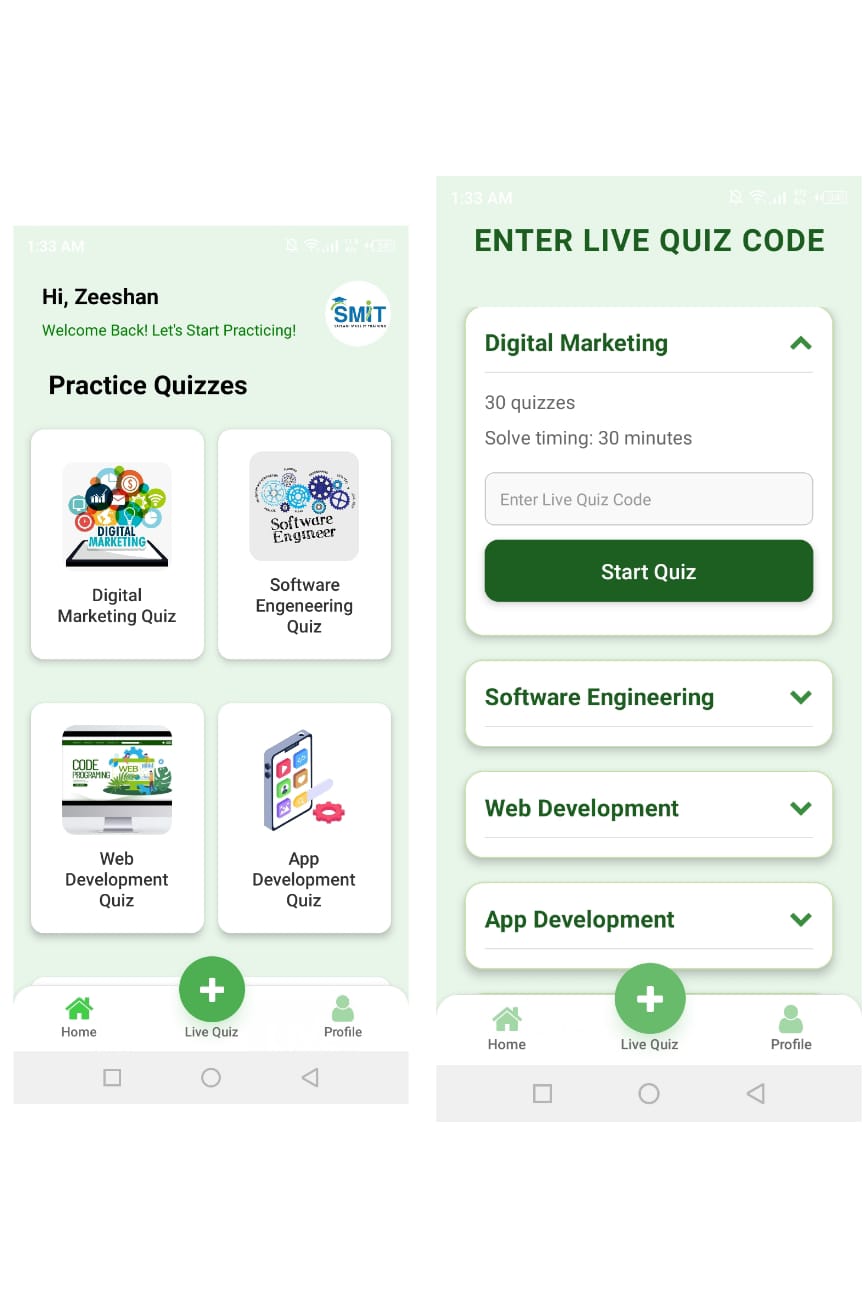 1:33 AM
Hi, Zeeshan
Welcome Back! Let's Start Practicing!
SMIT
Practice Quizzes
DIGITAL
MARKETING
Digital
Marketing Quiz
Software
Engineer
Software
Engeneering
Quiz
CODE
PROGRAMING
WEB
Web
Development
Quiz
App
Development
Quiz
Home
Live Quiz
Profile
1:33 AM
ENTER LIVE QUIZ CODE
Digital Marketing
30 quizzes
Solve timing: 30 minutes
Enter Live Quiz Code
Start Quiz
Software Engineering
Web Development
App Development
Home
Live Quiz
Profile